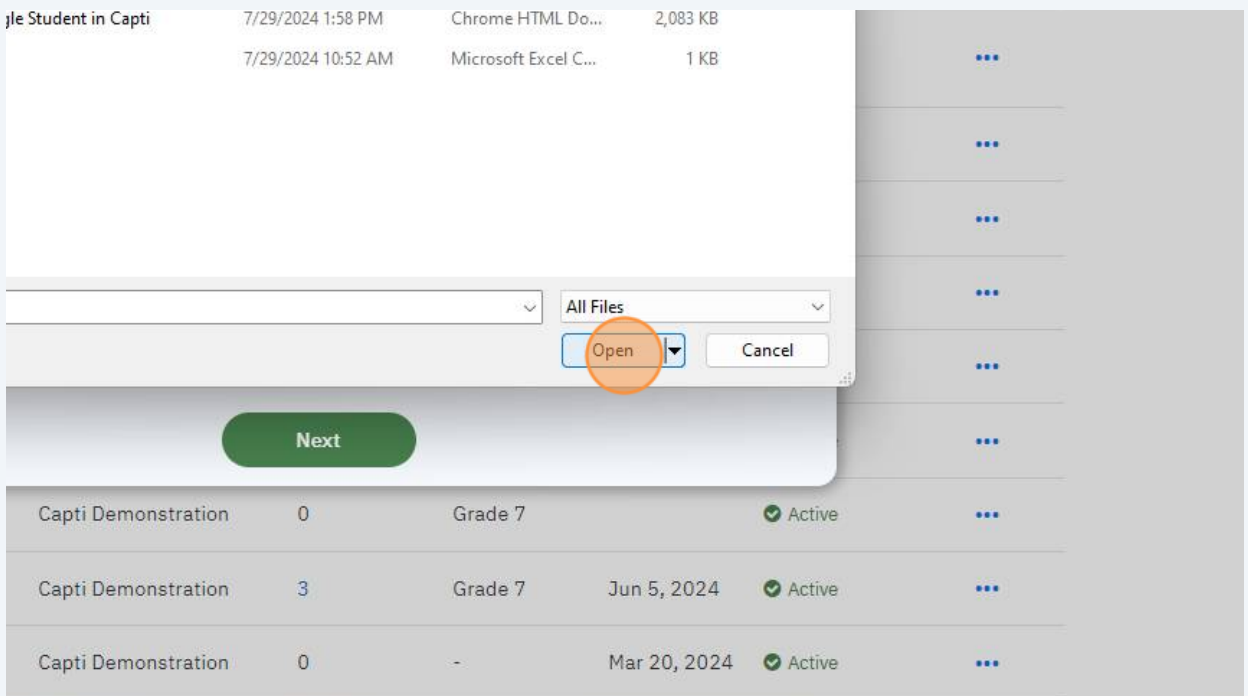 gle Student in Capti 7/29/2024 1:58 PM Chrome HTML Do... 2,083 KB
7/29/2024 10:52 AM Microsoft Excel C... 1 KB
All Files
Open Cancel
Next
Capti Demonstration 0 Grade 7 Active
Capti Demonstration 3 Grade 7 Jun 5, 2024 Active
Capti Demonstration 0 - Mar 20, 2024 Active